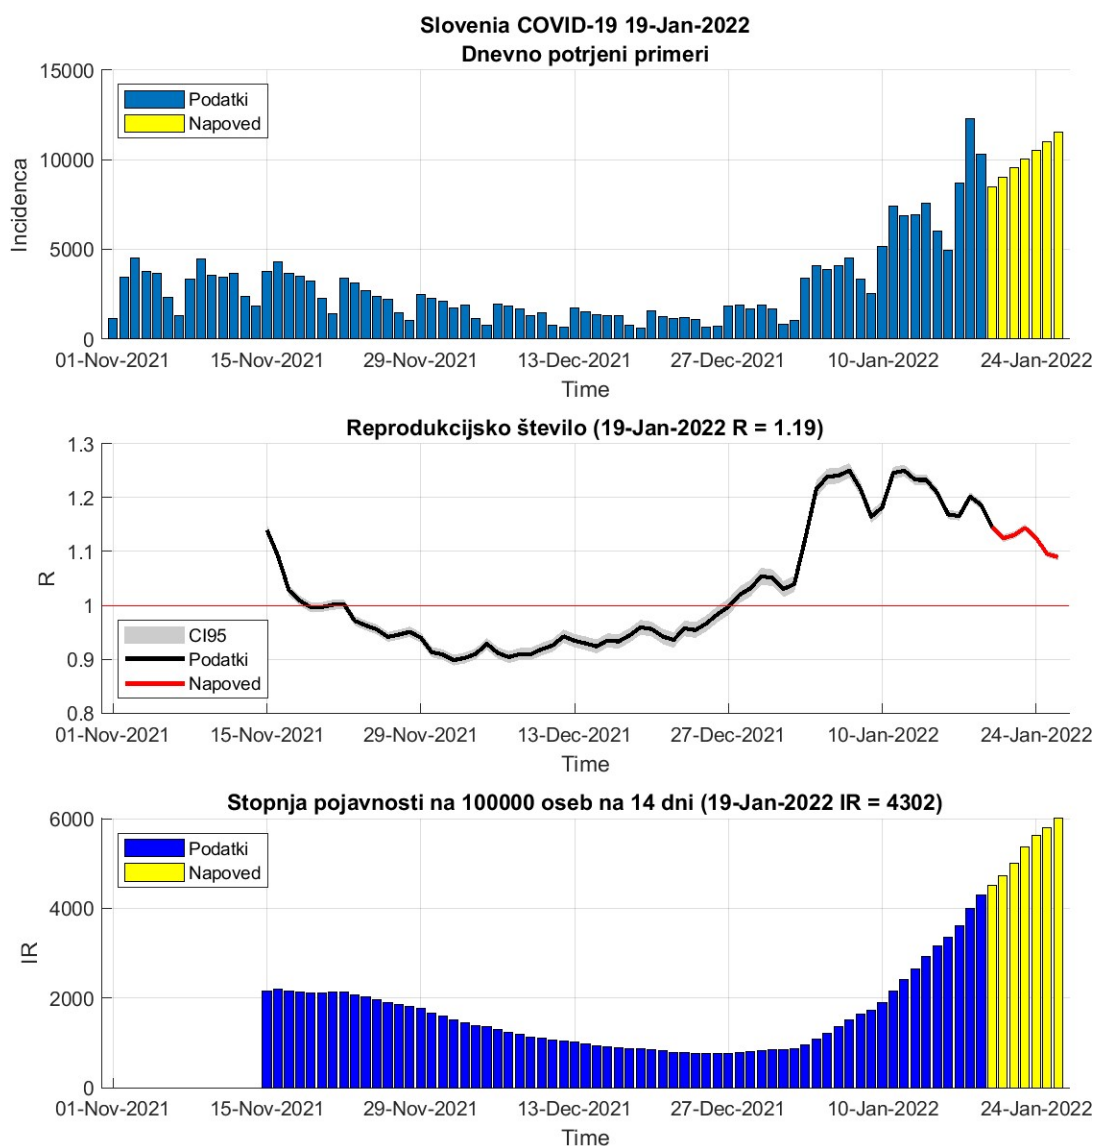 Slovenia COVID-19 19-Jan-2022
Dnevno potrjeni primeri
15000
10000
5000
0
Incidenca
Podatki
Napoved
01-Nov-2021 15-Nov-2021 29-Nov-2021 13-Dec-2021 27-Dec-2021 10-Jan-2022 24-Jan-2022
Time
Reprodukcijsko število (19-Jan-2022 R = 1.19)
1.3
1.2
1.1
1
0.9
0.8
R
CI95
Podatki
Napoved
01-Nov-2021 15-Nov-2021 29-Nov-2021 13-Dec-2021 27-Dec-2021 10-Jan-2022 24-Jan-2022
Time
Stopnja pojavnosti na 100000 oseb na 14 dni (19-Jan-2022 IR = 4302)
6000
4000
2000
0
IR
Podatki
Napoved
01-Nov-2021 15-Nov-2021 29-Nov-2021 13-Dec-2021 27-Dec-2021 10-Jan-2022 24-Jan-2022
Time